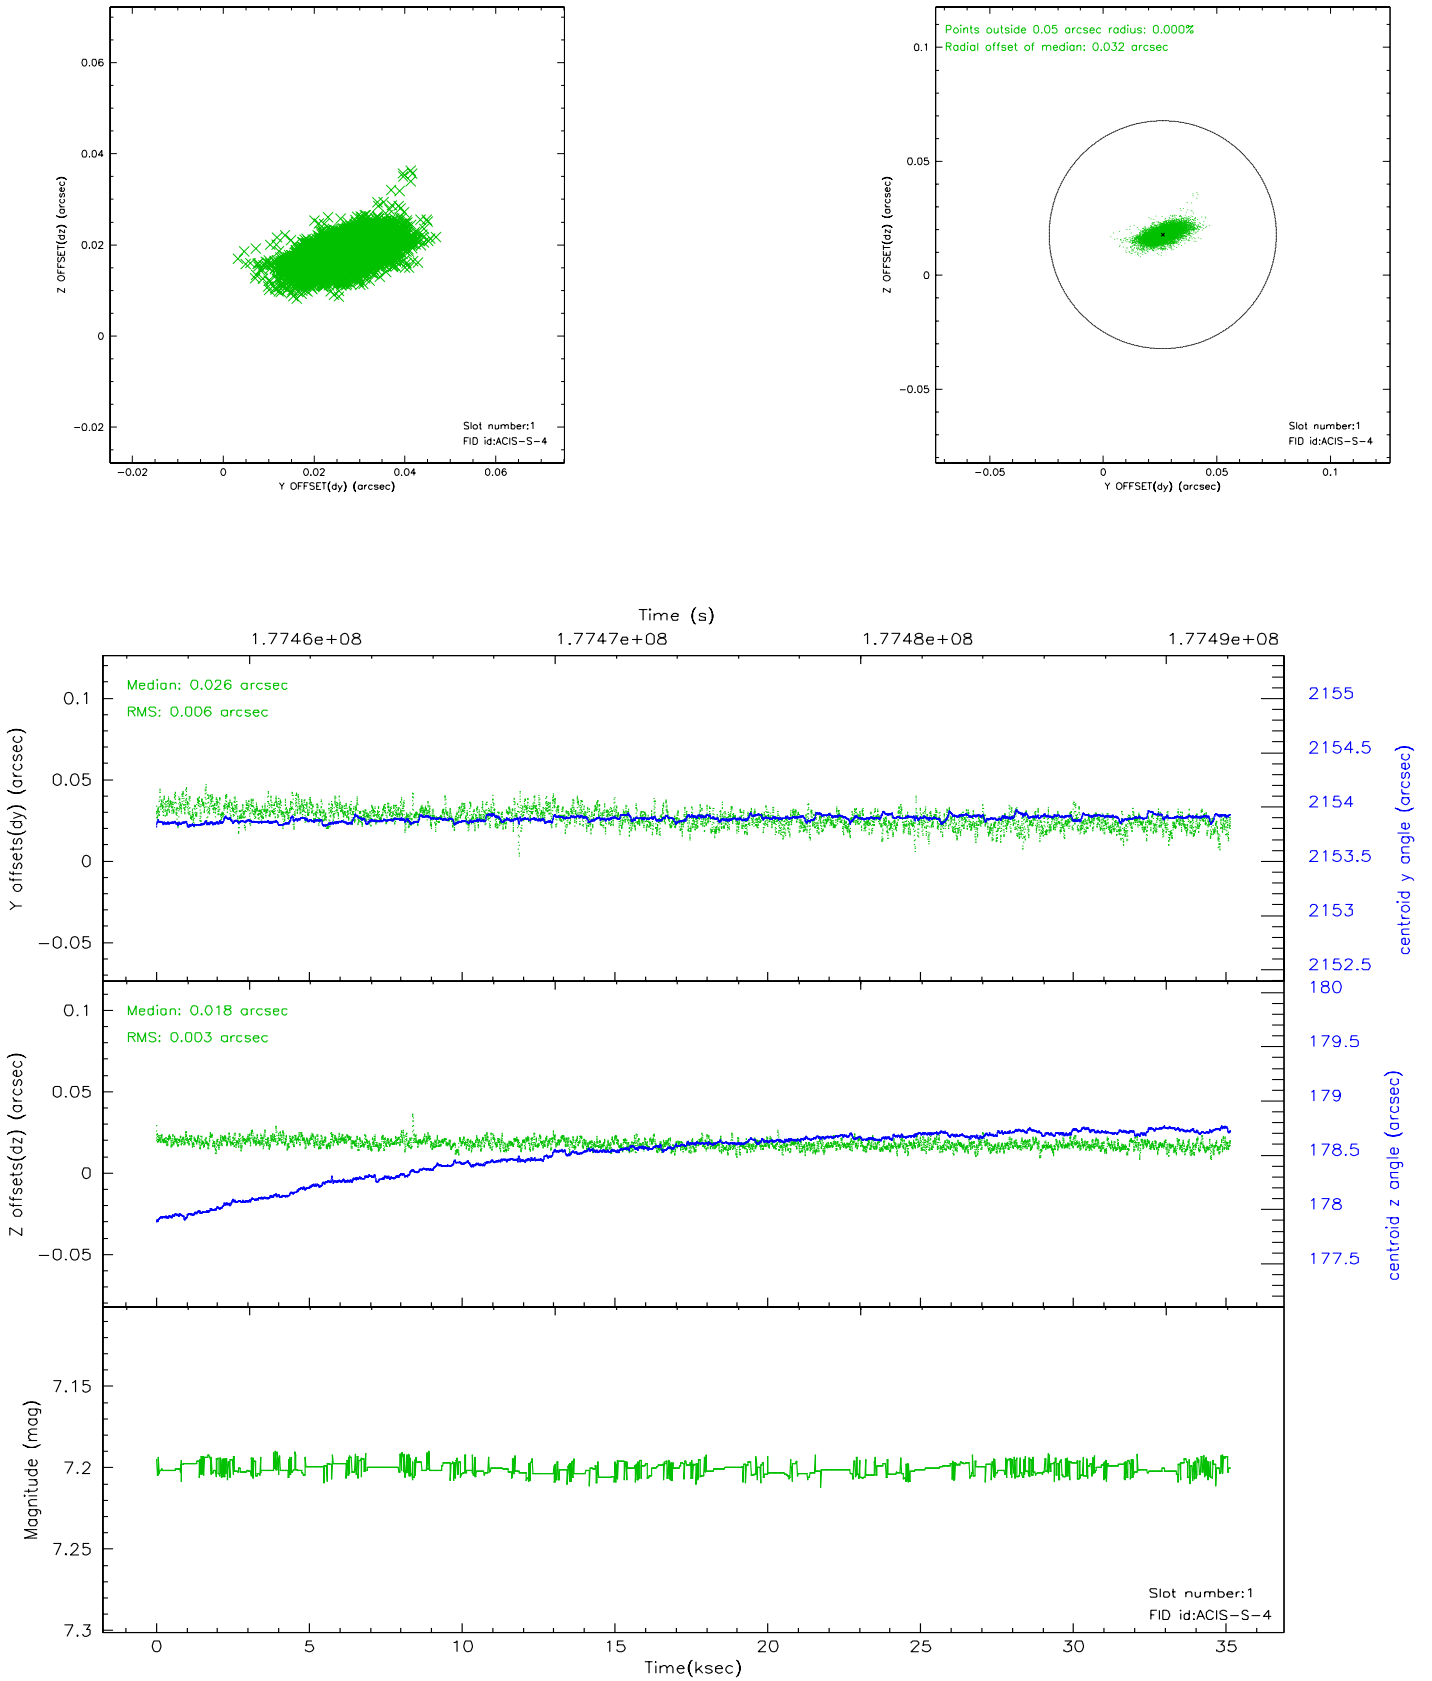 0.06
0.04
0.02
0
−0.02
Z OFFSET(dz) (arcsec)
Slot number:1
FID id:ACIS−S−4
−0.02 0 0.02 0.04 0.06
Y OFFSET(dy) (arcsec)
Points outside 0.05 arcsec radius: 0.000%
Radial offset of median: 0.032 arcsec
0.1
0.05
0
−0.05
Z OFFSET(dz) (arcsec)
Slot number:1
FID id:ACIS−S−4
−0.05 0 0.05 0.1
Y OFFSET(dy) (arcsec)
Time (s)
1.7746e+08 1.7747e+08 1.7748e+08 1.7749e+08
Median: 0.026 arcsec
RMS: 0.006 arcsec
0.1
0.05
0
−0.05
Y offsets(dy) (arcsec)
2155
2154.5
2154
2153.5
2153
2152.5
centroid y angle (arcsec)
Median: 0.018 arcsec
RMS: 0.003 arcsec
0.1
0.05
0
−0.05
Z offsets(dz) (arcsec)
180
179.5
179
178.5
178
177.5
centroid z angle (arcsec)
7.15
7.2
7.25
7.3
Magnitude (mag)
Slot number:1
FID id:ACIS−S−4
0 5 10 15 20 25 30 35
Time(ksec)